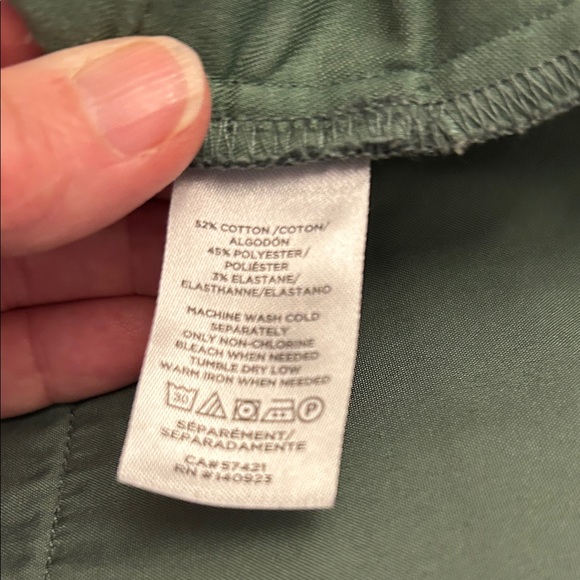 52% COTTON /COTON/
ALGODÓN
45% POLYESTER/
POLIÉSTER
3% ELASTANE/
ELASTHANNE/ELASTANO
MACHINE WASH COLD
SEPARATELY
ONLY NON-CHLORINE
BLEACH WHEN NEEDED
TUMBLE DRY LOW
WARM IRON WHEN NEEDED
30 P
SÉPARÉMENT/
SEPARADAMENTE
CA# 57421
RN #140923